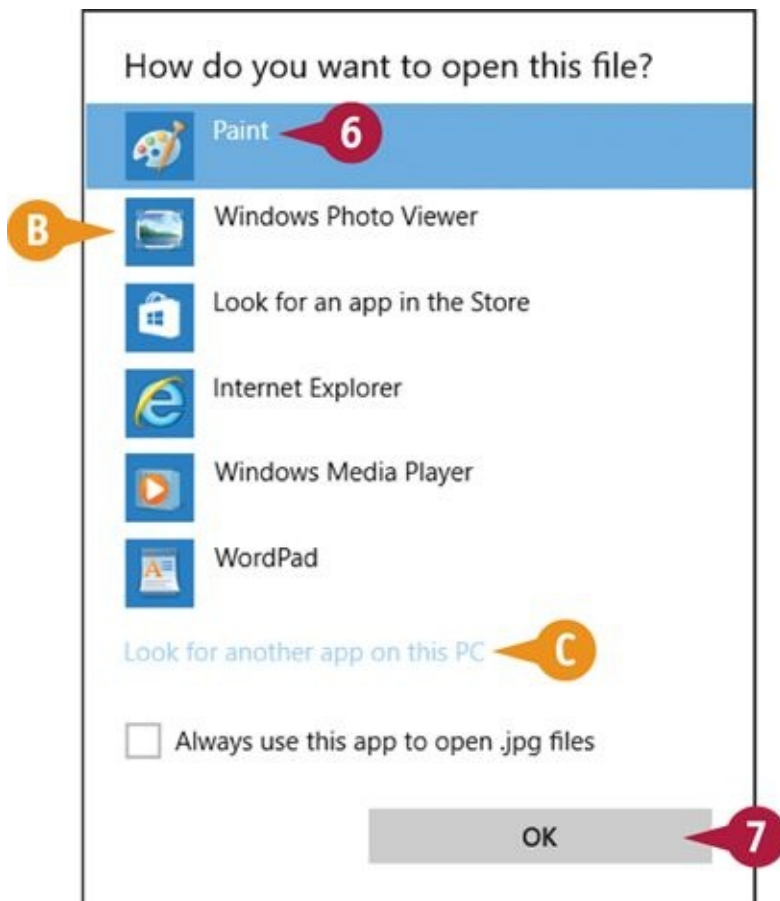 How do you want to open this file?
Paint 6
B Windows Photo Viewer
Look for an app in the Store
Internet Explorer
Windows Media Player
WordPad
Look for another app on this PC C
Always use this app to open .jpg files
OK 7